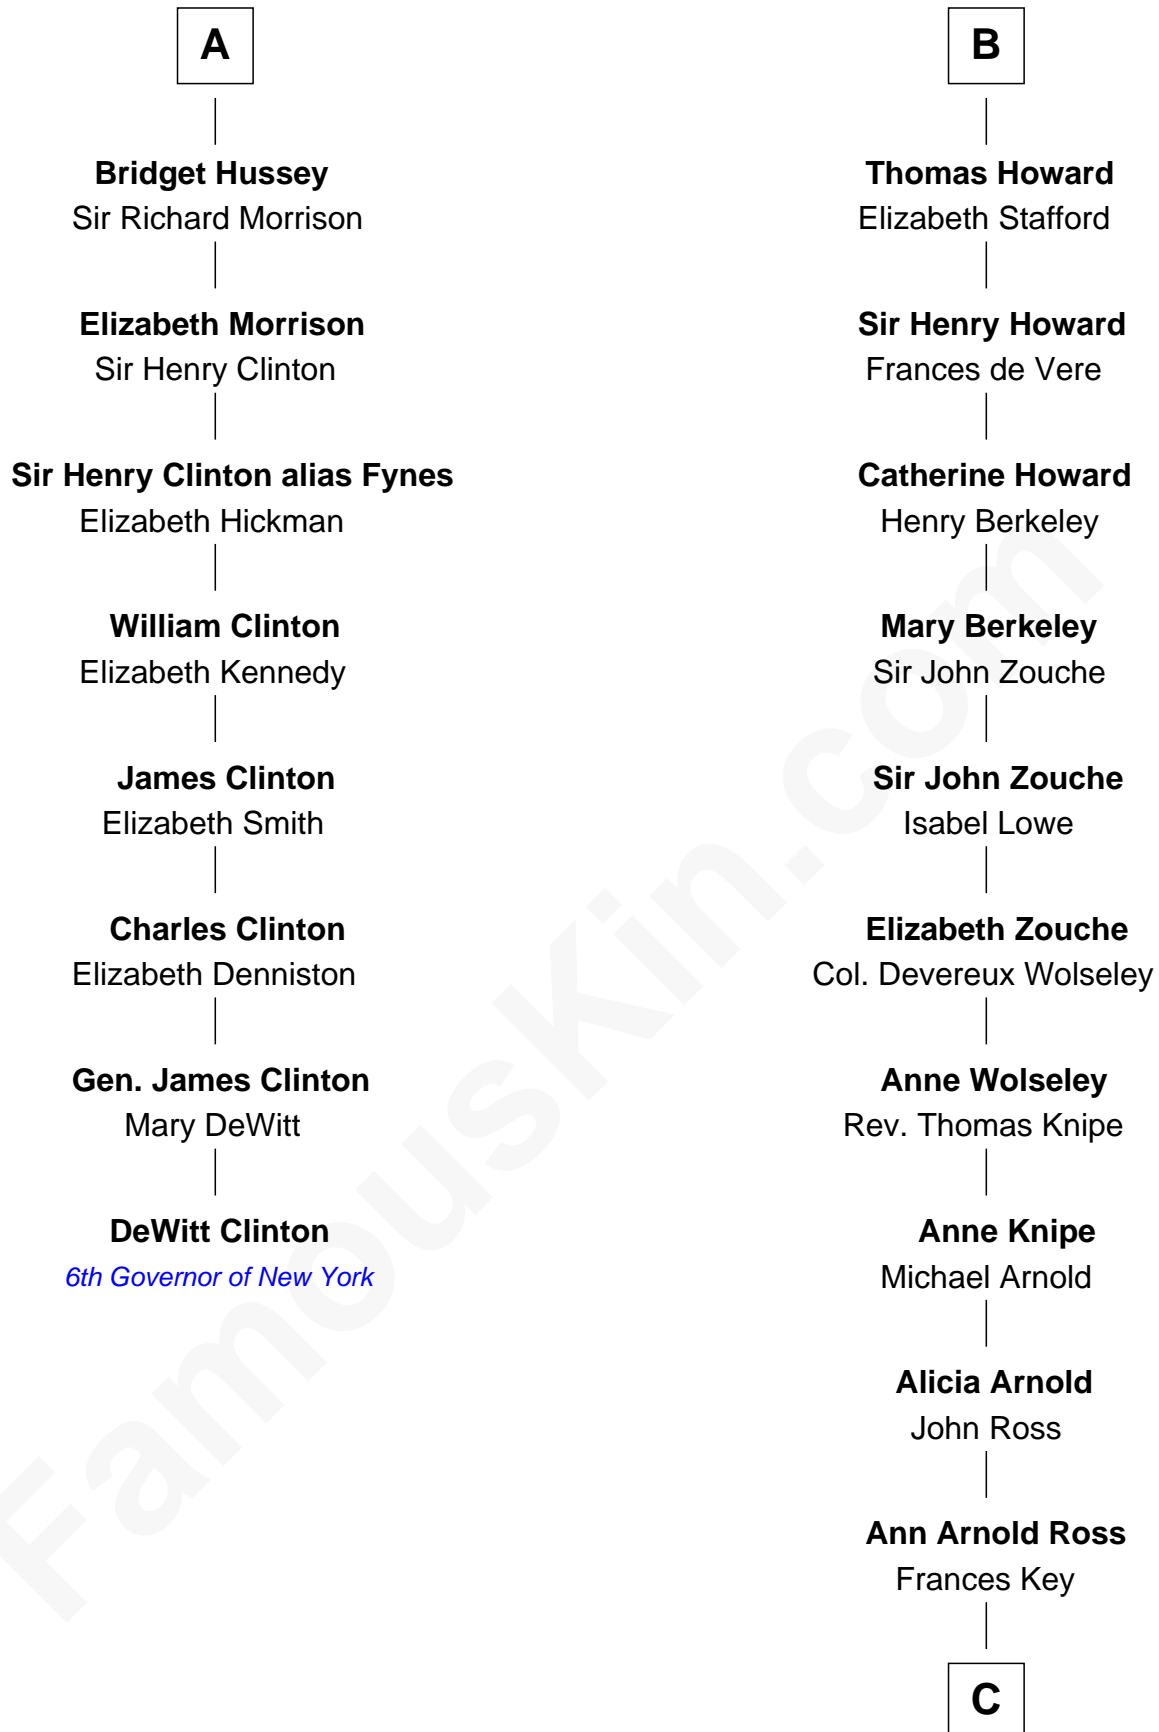 A
Bridget Hussey
Sir Richard Morrison
Elizabeth Morrison
Sir Henry Clinton
Sir Henry Clinton alias Fynes
Elizabeth Hickman
William Clinton
Elizabeth Kennedy
James Clinton
Elizabeth Smith
Charles Clinton
Elizabeth Denniston
Gen. James Clinton
Mary DeWitt
DeWitt Clinton
6th Governor of New York
B
Thomas Howard
Elizabeth Stafford
Sir Henry Howard
Frances de Vere
Catherine Howard
Henry Berkeley
Mary Berkeley
Sir John Zouche
Sir John Zouche
Isabel Lowe
Elizabeth Zouche
Col. Devereux Wolseley
Anne Wolseley
Rev. Thomas Knipe
Anne Knipe
Michael Arnold
Alicia Arnold
John Ross
Ann Arnold Ross
Frances Key
C
FamousKin.com